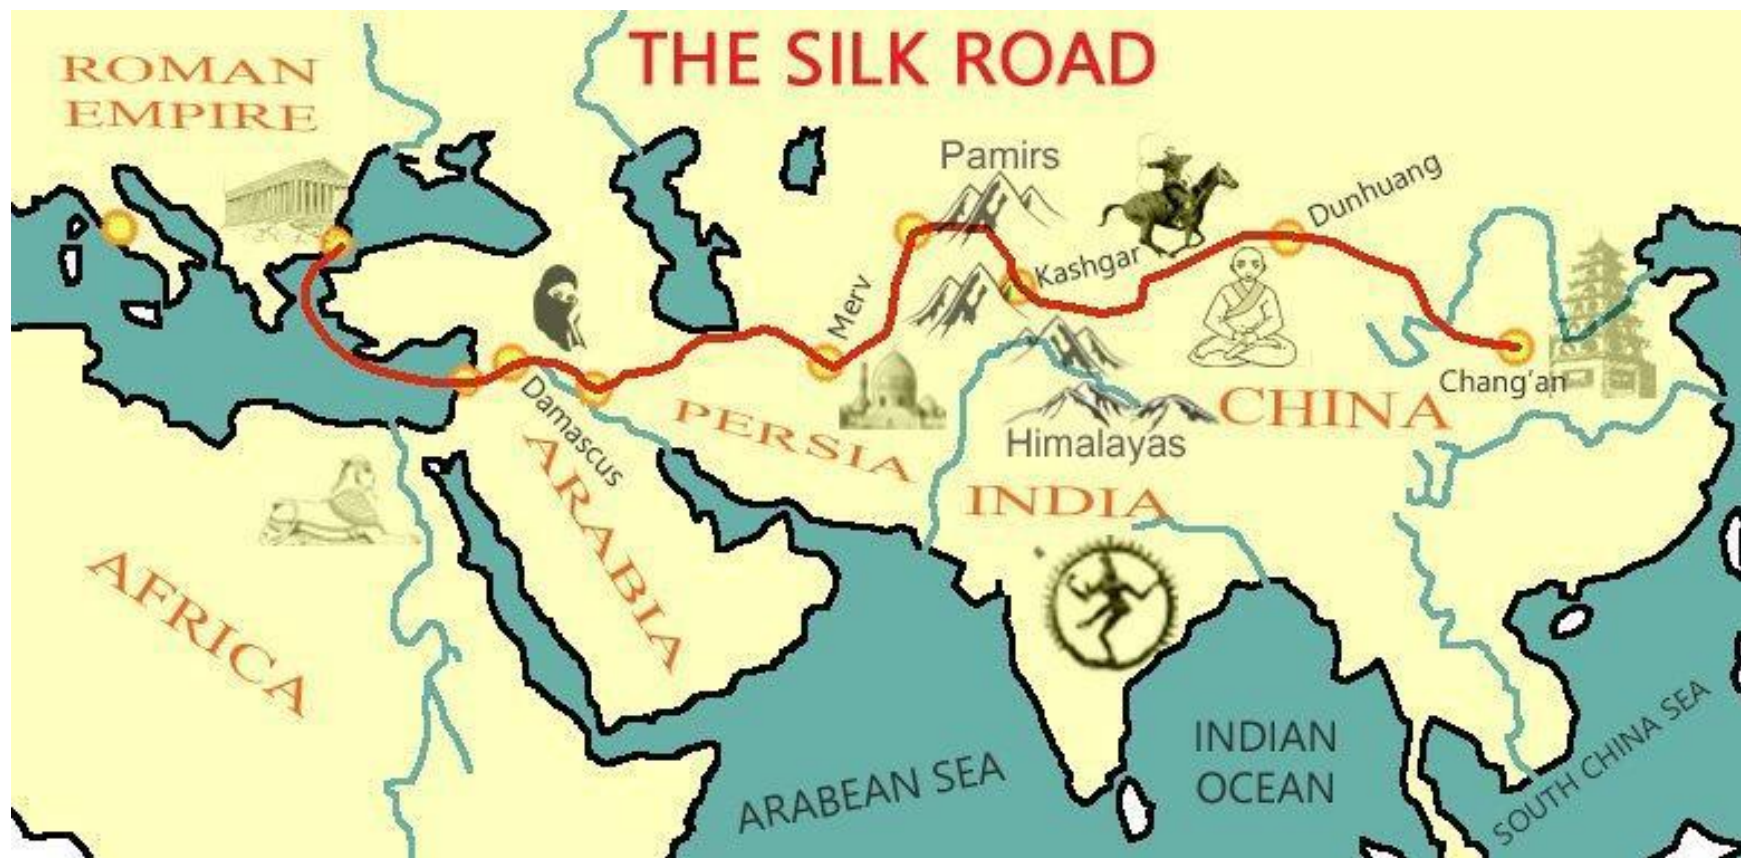 THE SILK ROAD
ROMAN
EMPIRE
Pamirs
Dunhuang
Kashgar
Merv
Chang'an
Damascus
PERSIA
CHINA
Himalayas
ARABIA
INDIA
AFRICA
INDIAN
OCEAN
ARABEAN SEA
SOUTH CHINA SEA